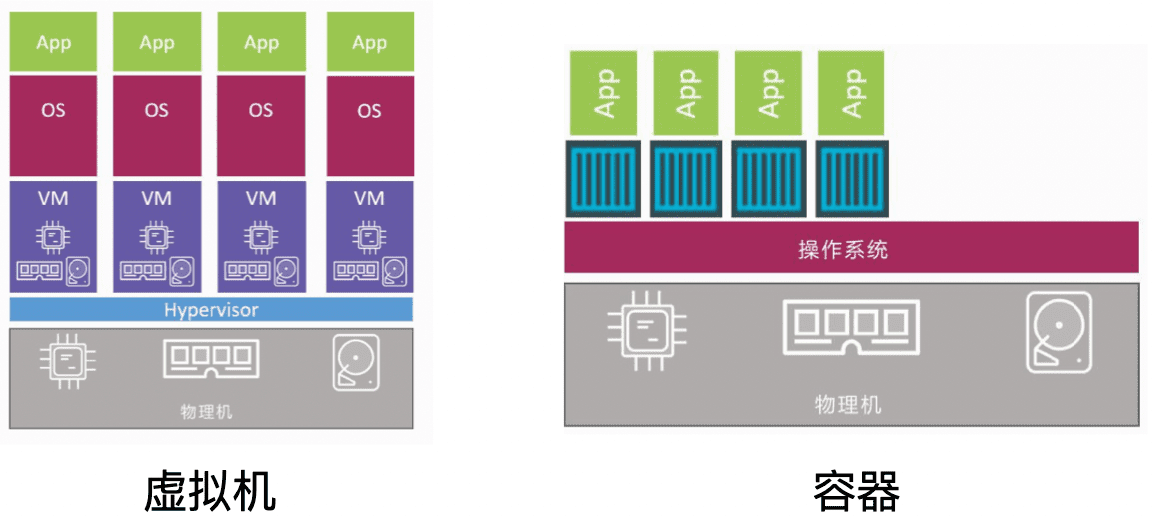 App App App App
OS OS OS OS
VM VM VM VM
Hypervisor
物理机
虚拟机
App App App App
操作系统
物理机
容器